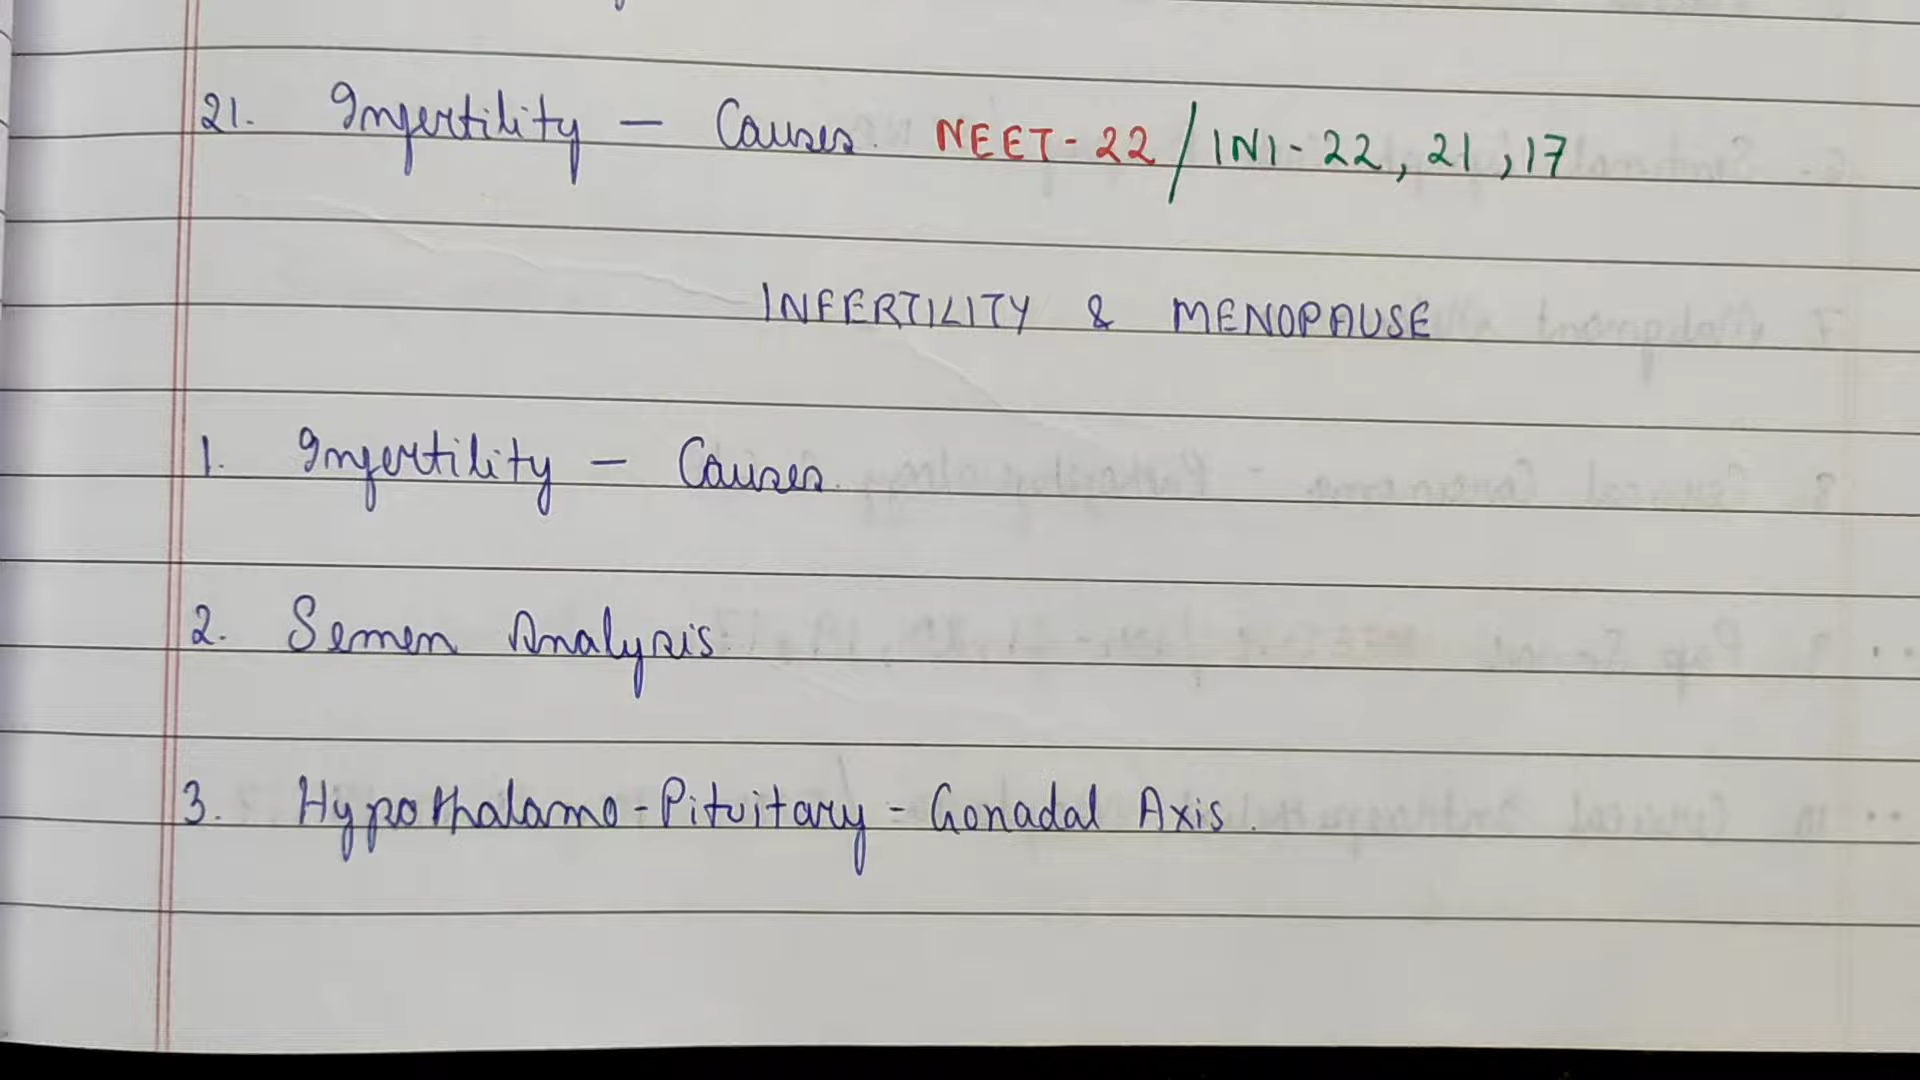 21. Infertility - Causes. NEET-22 / INI-22, 21, 17
INFERTILITY & MENOPAUSE
1. Infertility - Causes.
2. Semen Analysis.
3. Hypothalamo-Pituitary-Gonadal Axis.